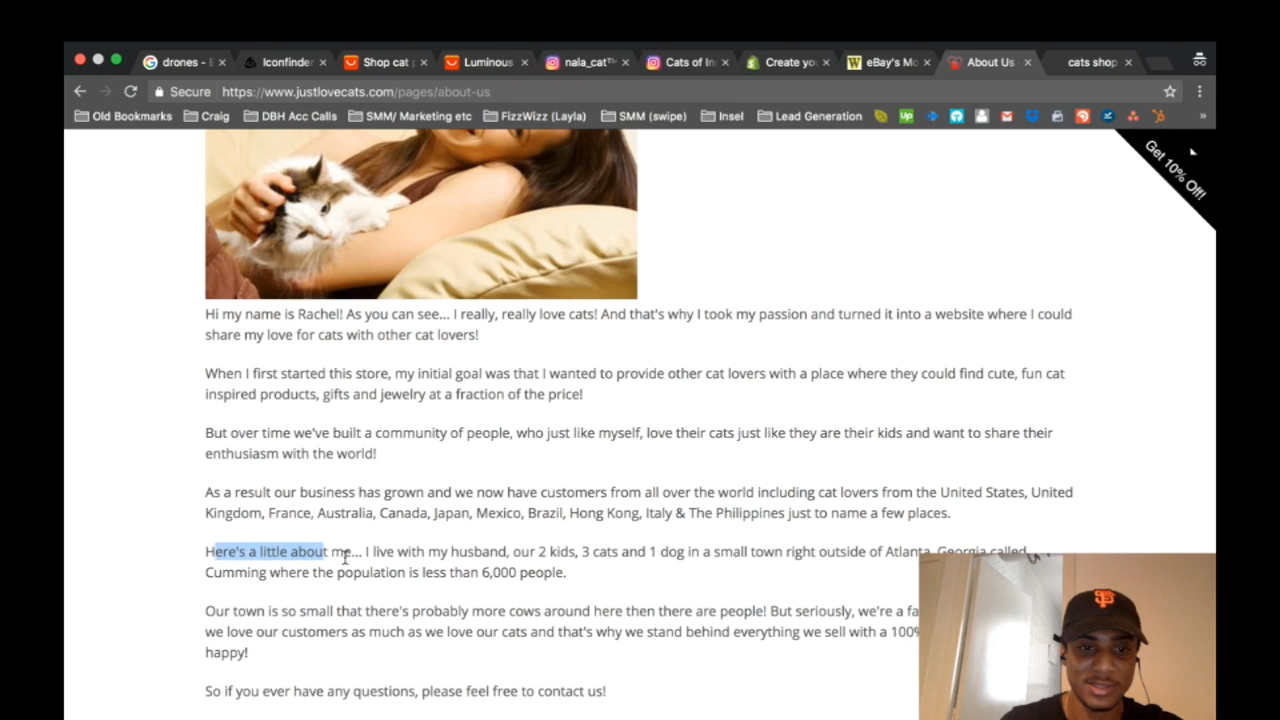 drones - E
Iconfinder
Shop cat
Luminous
nala_cat™
Cats of In
Create yo
eBay's Mo
About Us
cats shop
Secure https://www.justlovecats.com/pages/about-us
Old Bookmarks Craig DBH Acc Calls SMM/ Marketing etc FizzWizz (Layla) SMM (swipe) Insel Lead Generation Up »
Get 10% Off!
Hi my name is Rachel! As you can see... I really, really love cats! And that's why I took my passion and turned it into a website where I could
share my love for cats with other cat lovers!
When I first started this store, my initial goal was that I wanted to provide other cat lovers with a place where they could find cute, fun cat
inspired products, gifts and jewelry at a fraction of the price!
But over time we've built a community of people, who just like myself, love their cats just like they are their kids and want to share their
enthusiasm with the world!
As a result our business has grown and we now have customers from all over the world including cat lovers from the United States, United
Kingdom, France, Australia, Canada, Japan, Mexico, Brazil, Hong Kong, Italy & The Philippines just to name a few places.
Here's a little about me... I live with my husband, our 2 kids, 3 cats and 1 dog in a small town right outside of Atlanta, Georgia called
Cumming where the population is less than 6,000 people.
Our town is so small that there's probably more cows around here then there are people! But seriously, we're a fa
we love our customers as much as we love our cats and that's why we stand behind everything we sell with a 100%
happy!
So if you ever have any questions, please feel free to contact us!
SF